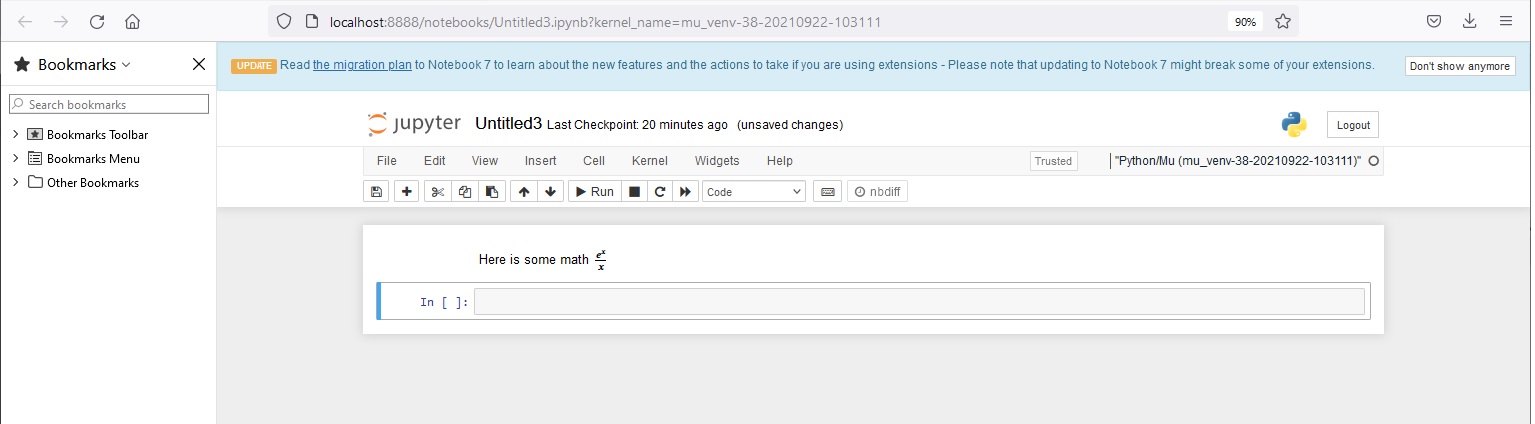 localhost:8888/notebooks/Untitled3.ipynb?kernel_name=mu_venv-38-20210922-103111 90%
Bookmarks
Search bookmarks
Bookmarks Toolbar
Bookmarks Menu
Other Bookmarks
UPDATE Read the migration plan to Notebook 7 to learn about the new features and the actions to take if you are using extensions - Please note that updating to Notebook 7 might break some of your extensions. Don't show anymore
jupyter Untitled3 Last Checkpoint: 20 minutes ago (unsaved changes) Logout
File Edit View Insert Cell Kernel Widgets Help Trusted "Python/Mu (mu_venv-38-20210922-103111)"
Run Code nbdiff
Here is some math e^x/x
In [ ]: